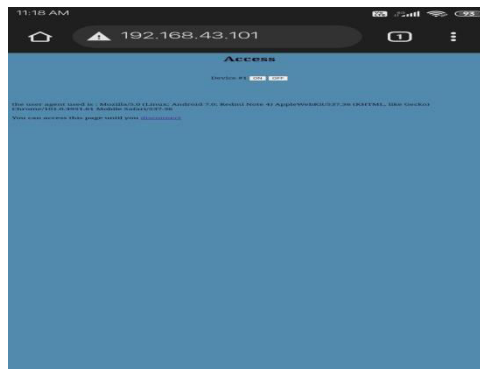 11:18 AM
93
192.168.43.101
1
Access
Device #1 ON OFF
the user agent used is : Mozilla/5.0 (Linux; Android 7.0; Redmi Note 4) AppleWebKit/537.36 (KHTML, like Gecko)
Chrome/101.0.4951.61 Mobile Safari/537.36
You can access this page until you disconnect